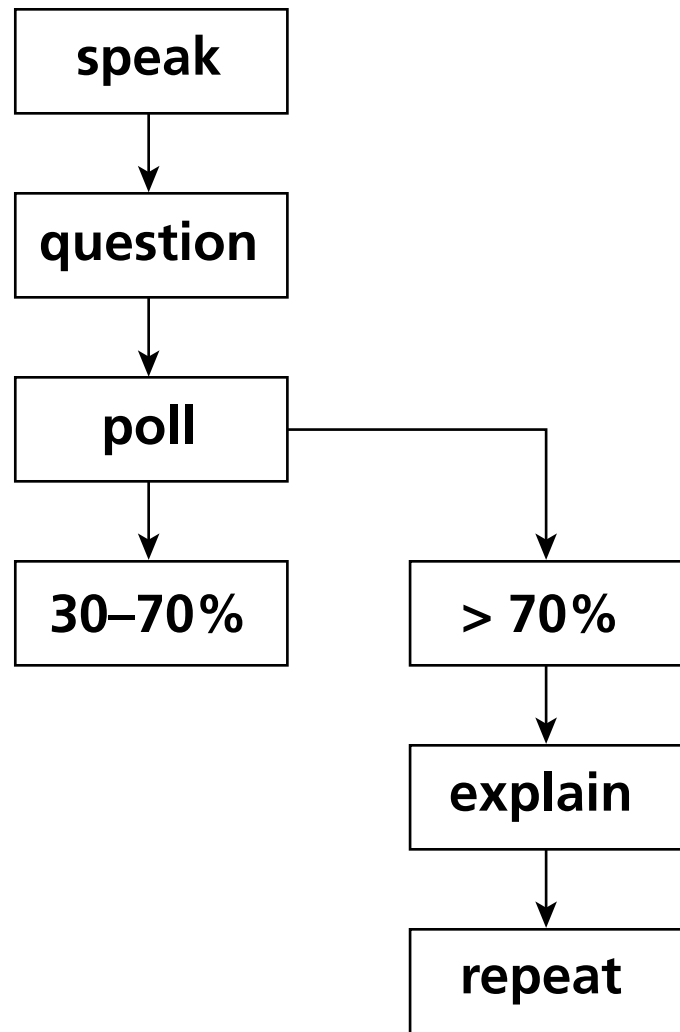 speak
question
poll
30–70%
> 70%
explain
repeat